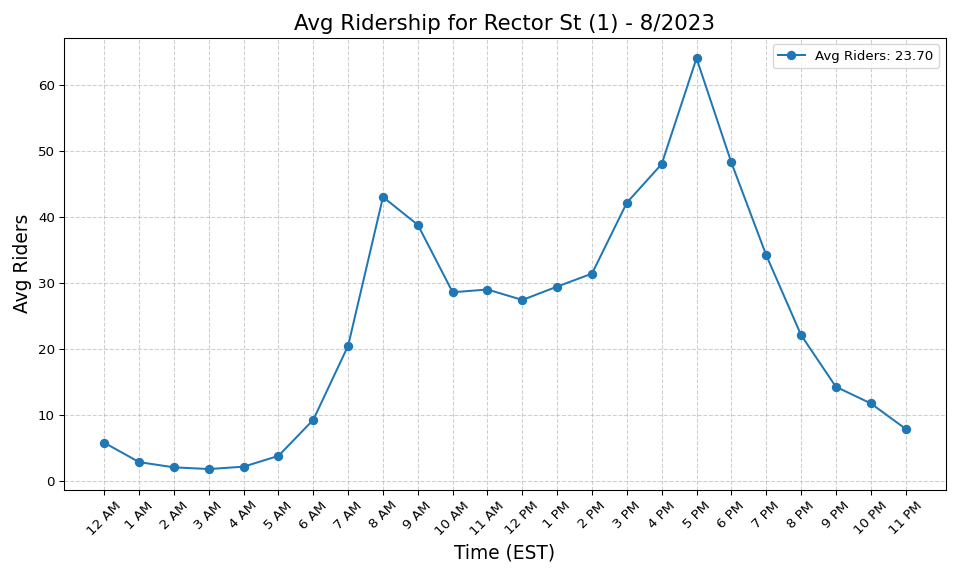 Avg Ridership for Rector St (1) - 8/2023
Avg Riders: 23.70
Avg Riders
60
50
40
30
20
10
0
12 AM
1 AM
2 AM
3 AM
4 AM
5 AM
6 AM
7 AM
8 AM
9 AM
10 AM
11 AM
12 PM
1 PM
2 PM
3 PM
4 PM
5 PM
6 PM
7 PM
8 PM
9 PM
10 PM
11 PM
Time (EST)